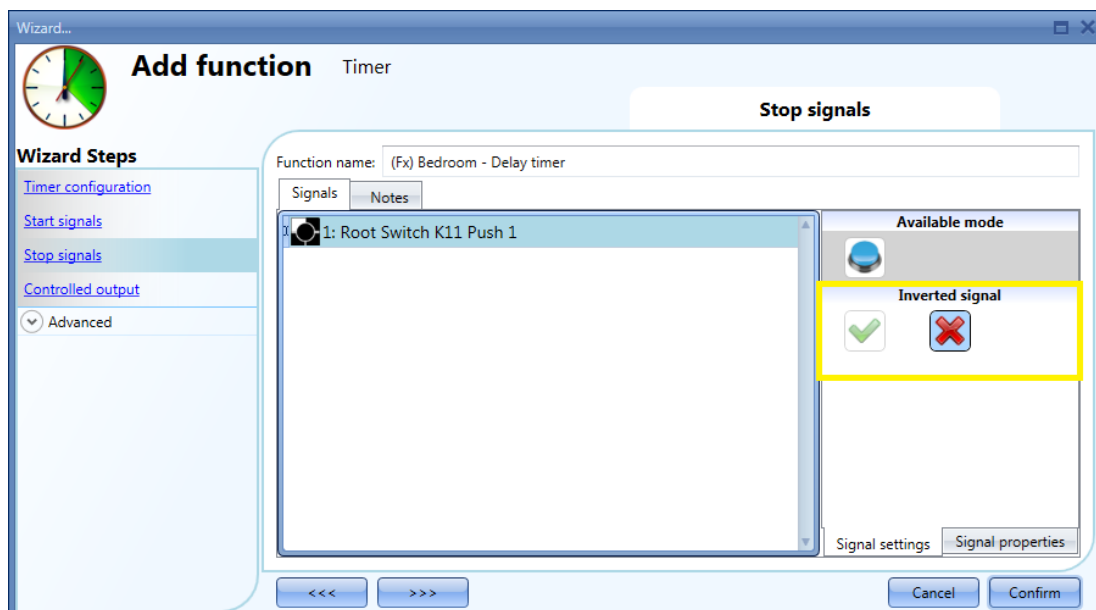 Wizard...
Add function Timer
Stop signals
Wizard Steps
Timer configuration
Start signals
Stop signals
Controlled output
Advanced
Function name: (Fx) Bedroom - Delay timer
Signals Notes
1: Root Switch K11 Push 1
Available mode
Inverted signal
Signal settings Signal properties
<<< >>> Cancel Confirm